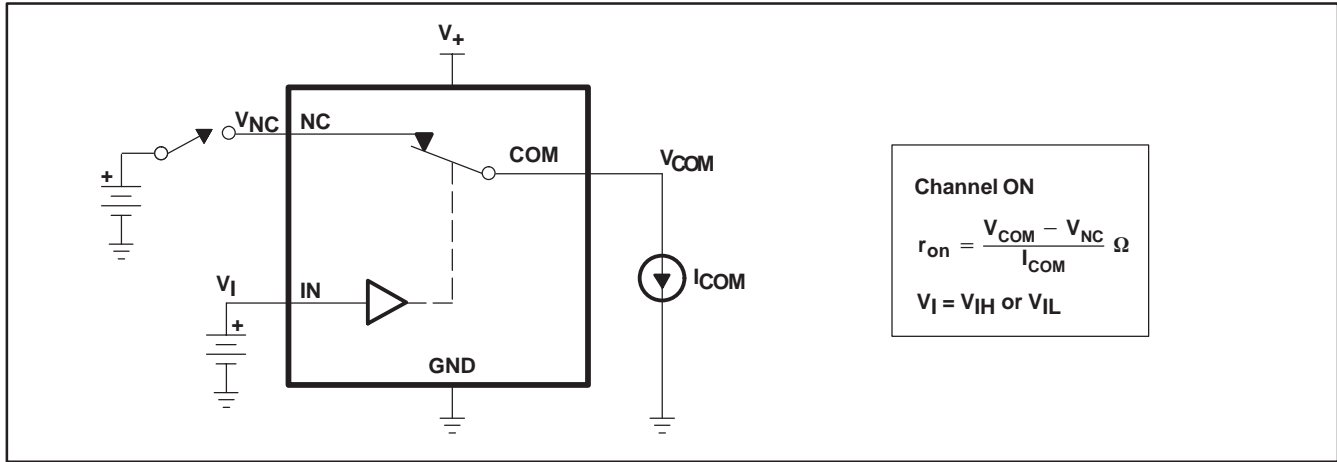 V+
VNC NC
COM VCOM
+
VI IN
+
ICOM
GND
Channel ON
ron = VCOM − VNC / ICOM Ω
VI = VIH or VIL